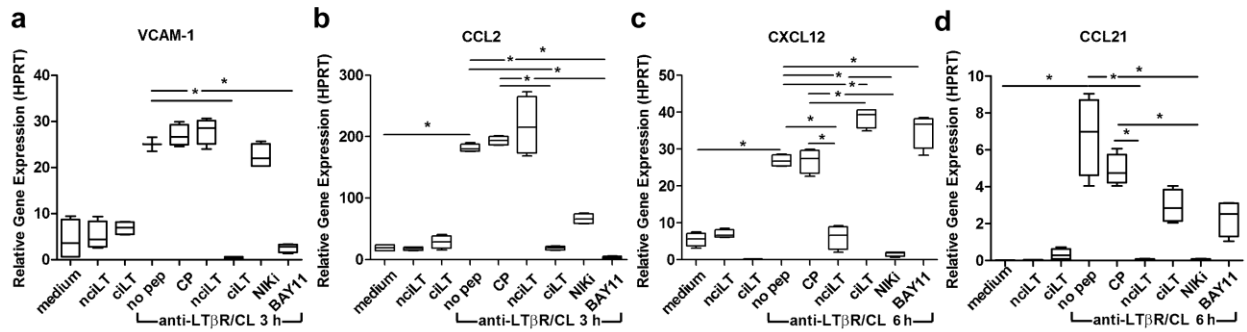 a
VCAM-1
Relative Gene Expression (HPRT)
40
30
20
10
0
*
*
medium
nciLT
ciLT
no pep
CP
nciLT
ciLT
NIKi
BAY11
anti-LTβR/CL 3 h
b
CCL2
Relative Gene Expression (HPRT)
300
200
100
0
*
*
*
*
medium
nciLT
ciLT
no pep
CP
nciLT
ciLT
NIKi
BAY11
anti-LTβR/CL 3 h
c
CXCL12
Relative Gene Expression (HPRT)
50
40
30
20
10
0
*
*
*
*
*
*
*
*
medium
nciLT
ciLT
no pep
CP
nciLT
ciLT
NIKi
BAY11
anti-LTβR/CL 6 h
d
CCL21
Relative Gene Expression (HPRT)
10
8
6
4
2
0
*
*
*
*
*
medium
nciLT
ciLT
no pep
CP
nciLT
ciLT
NIKi
BAY11
anti-LTβR/CL 6 h